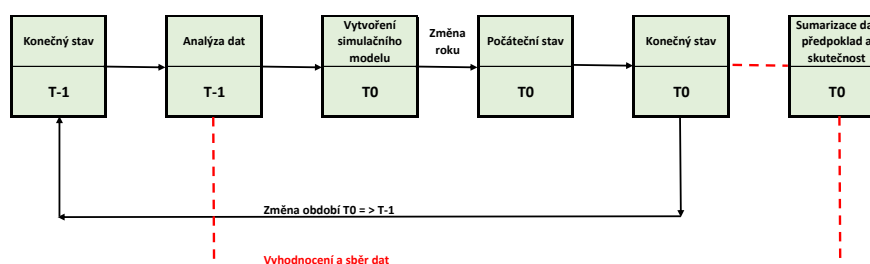 Konečný stav
T-1
Analýza dat
T-1
Vytvoření
simulačního
modelu
T0
Změna
roku
Počáteční stav
T0
Konečný stav
T0
Sumarizace
předpoklad a
skutečnost
T0
Změna období T0 = > T-1
Vyhodnocení a sběr dat